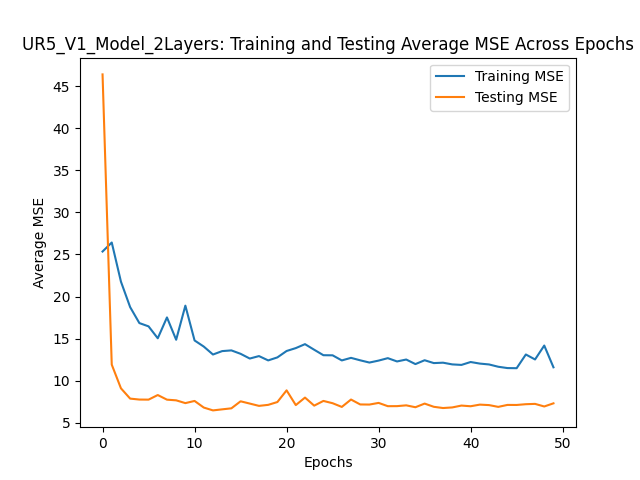 UR5_V1_Model_2Layers: Training and Testing Average MSE Across Epochs
Training MSE
Testing MSE
45
40
35
30
25
20
15
10
5
Average MSE
0 10 20 30 40 50
Epochs